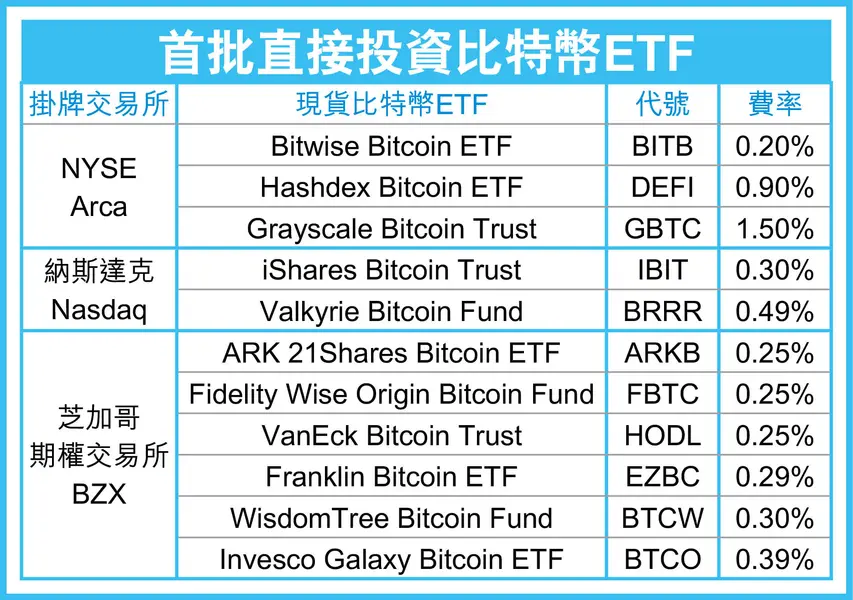 首批直接投資比特幣ETF
掛牌交易所 現貨比特幣ETF 代號 費率
NYSE
Arca
Bitwise Bitcoin ETF BITB 0.20%
Hashdex Bitcoin ETF DEFI 0.90%
Grayscale Bitcoin Trust GBTC 1.50%
納斯達克
Nasdaq
iShares Bitcoin Trust IBIT 0.30%
Valkyrie Bitcoin Fund BRRR 0.49%
芝加哥
期權交易所
BZX
ARK 21Shares Bitcoin ETF ARKB 0.25%
Fidelity Wise Origin Bitcoin Fund FBTC 0.25%
VanEck Bitcoin Trust HODL 0.25%
Franklin Bitcoin ETF EZBC 0.29%
WisdomTree Bitcoin Fund BTCW 0.30%
Invesco Galaxy Bitcoin ETF BTCO 0.39%